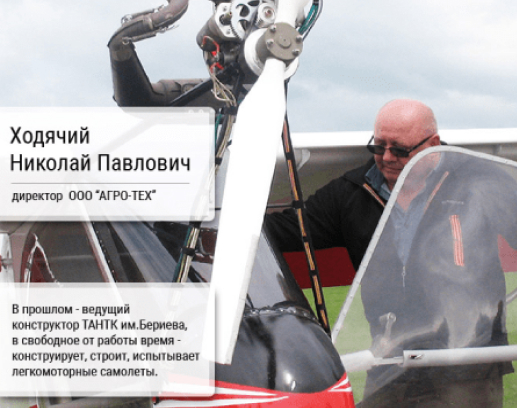 Ходячий
Николай Павлович
директор ООО "АГРО-ТЕХ"
В прошлом - ведущий
конструктор ТАНТК им.Бериева,
в свободное от работы время -
конструирует, строит, испытывает
легкомоторные самолеты.